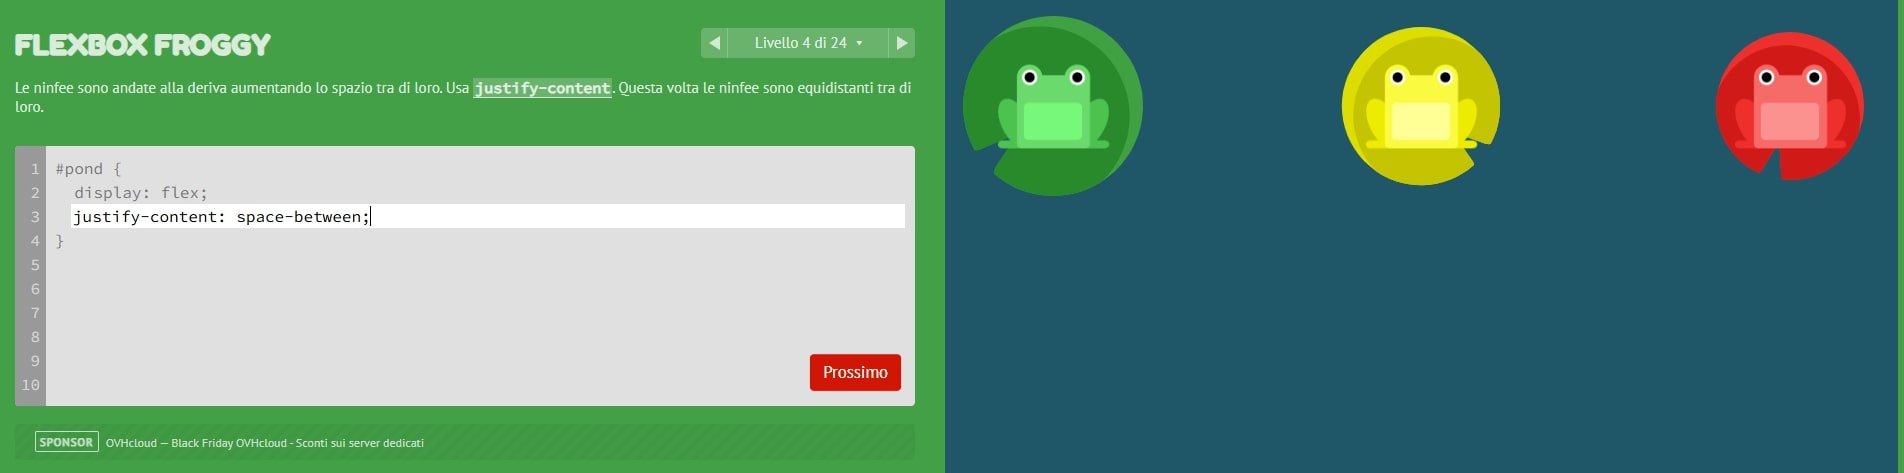 FLEXBOX FROGGY
◀ Livello 4 di 24 ▾ ▶
Le ninfee sono andate alla deriva aumentando lo spazio tra di loro. Usa justify-content. Questa volta le ninfee sono equidistanti tra di
loro.
1 #pond {
2 display: flex;
3 justify-content: space-between;
4 }
5
6
7
8
9
10
Prossimo
SPONSOR OVHcloud — Black Friday OVHcloud - Sconti sui server dedicati